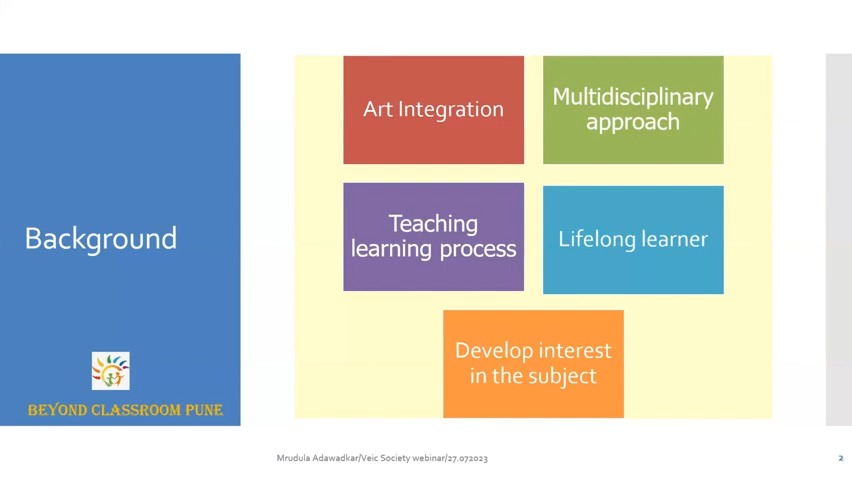 Background
BEYOND CLASSROOM PUNE
Art Integration
Multidisciplinary
approach
Teaching
learning process
Lifelong learner
Develop interest
in the subject
Mrudula Adawadkar/Veic Society webinar/27.072023
2